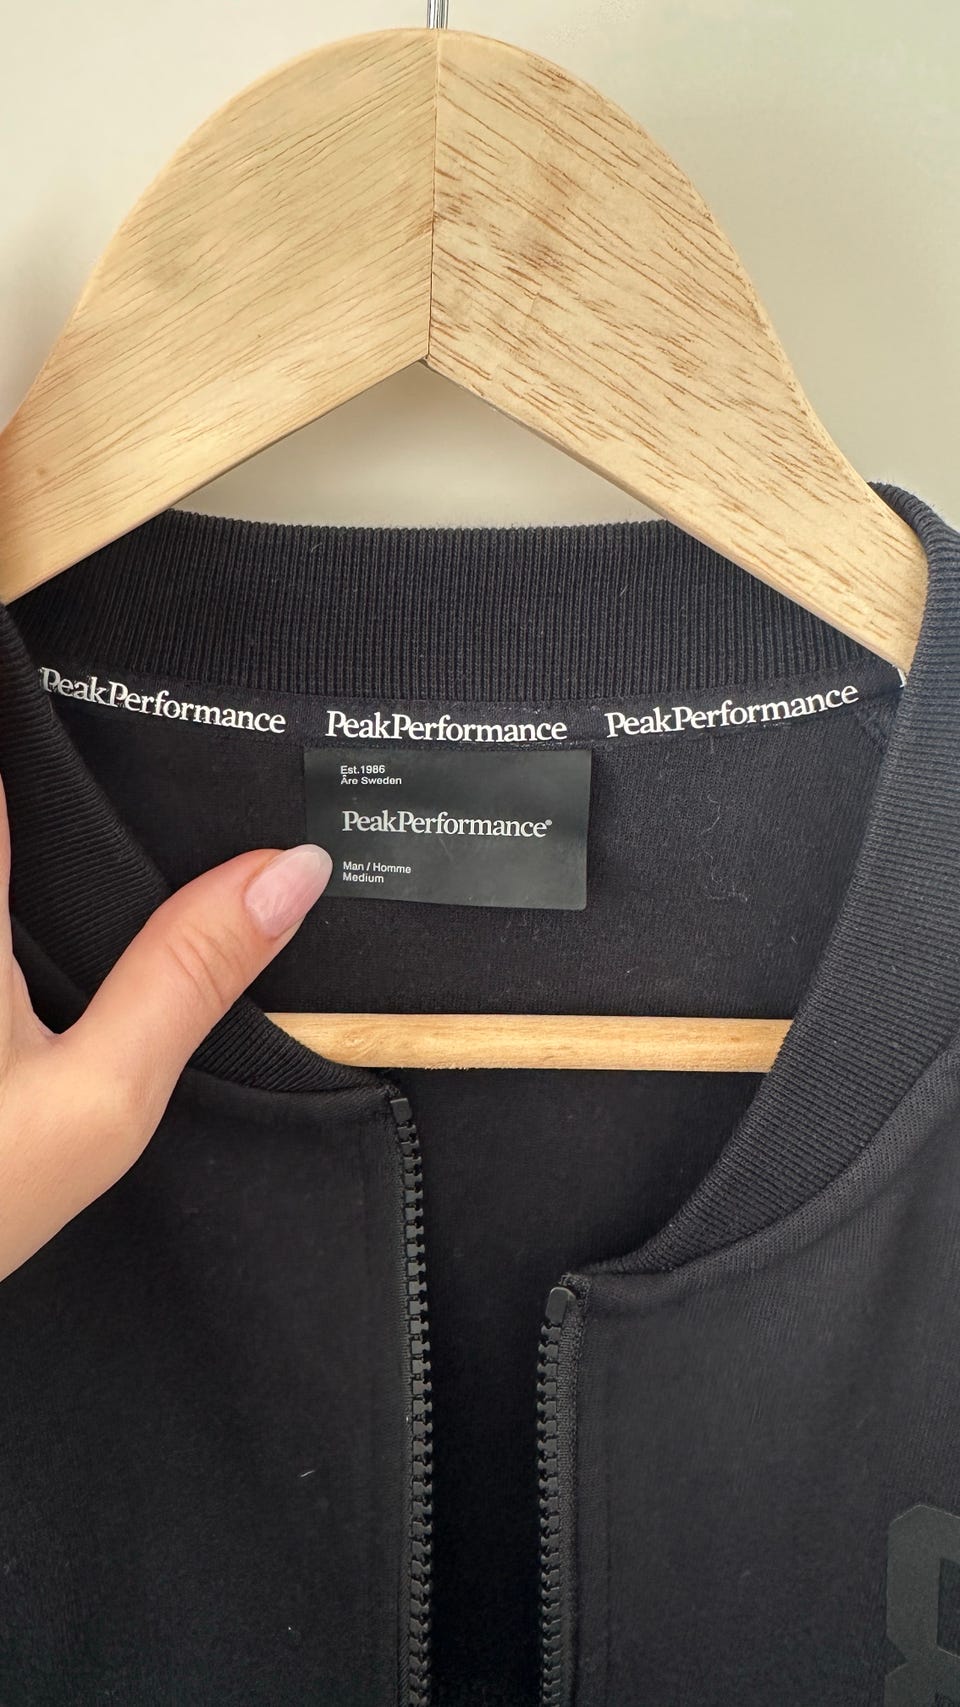 PeakPerformance PeakPerformance PeakPerformance
Est.1986
Åre Sweden
PeakPerformance®
Man / Homme
Medium